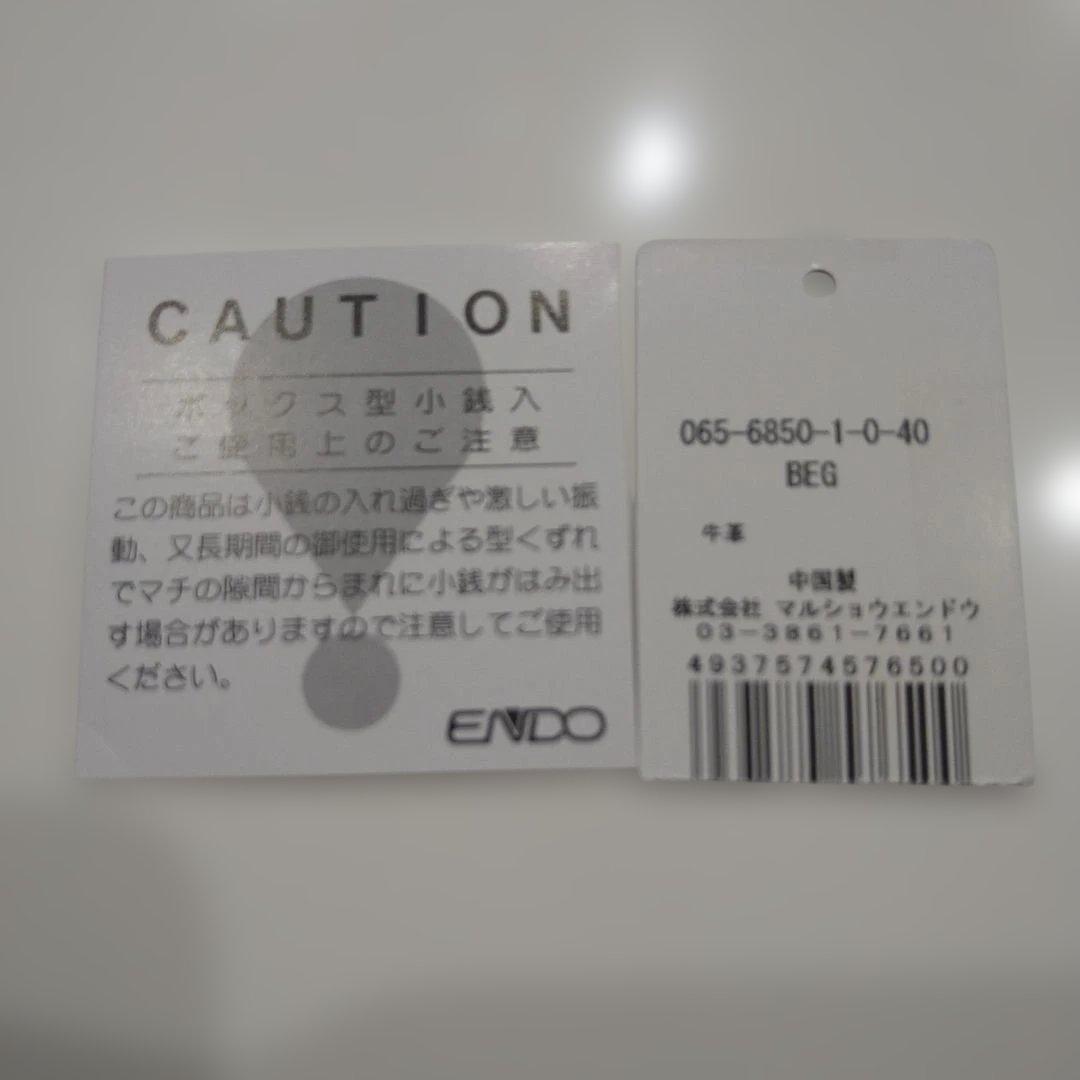 CAUTION
ボックス型小銭入
ご使用上のご注意
この商品は小銭の入れ過ぎや激しい振
動、又長期間の御使用による型くずれ
でマチの隙間からまれに小銭がはみ出
す場合がありますので注意してご使用
ください。
ENDO
065-6850-1-0-40
BEG
牛革
中国製
株式会社 マルショウエンドウ
03-3861-7661
4937574576500